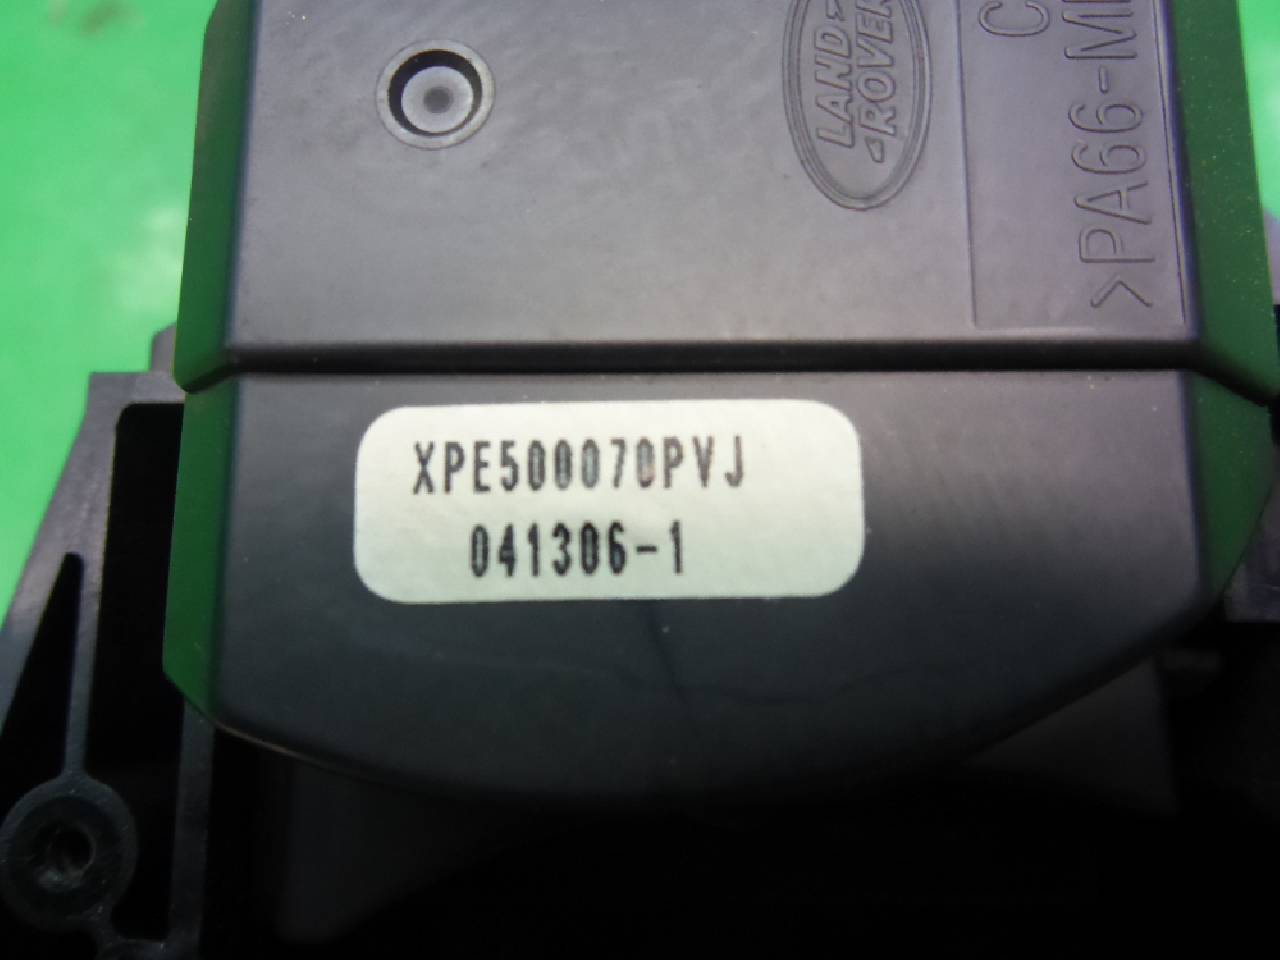 LAND
ROVER
>PA66-M
XPE500070PVJ
041306-1